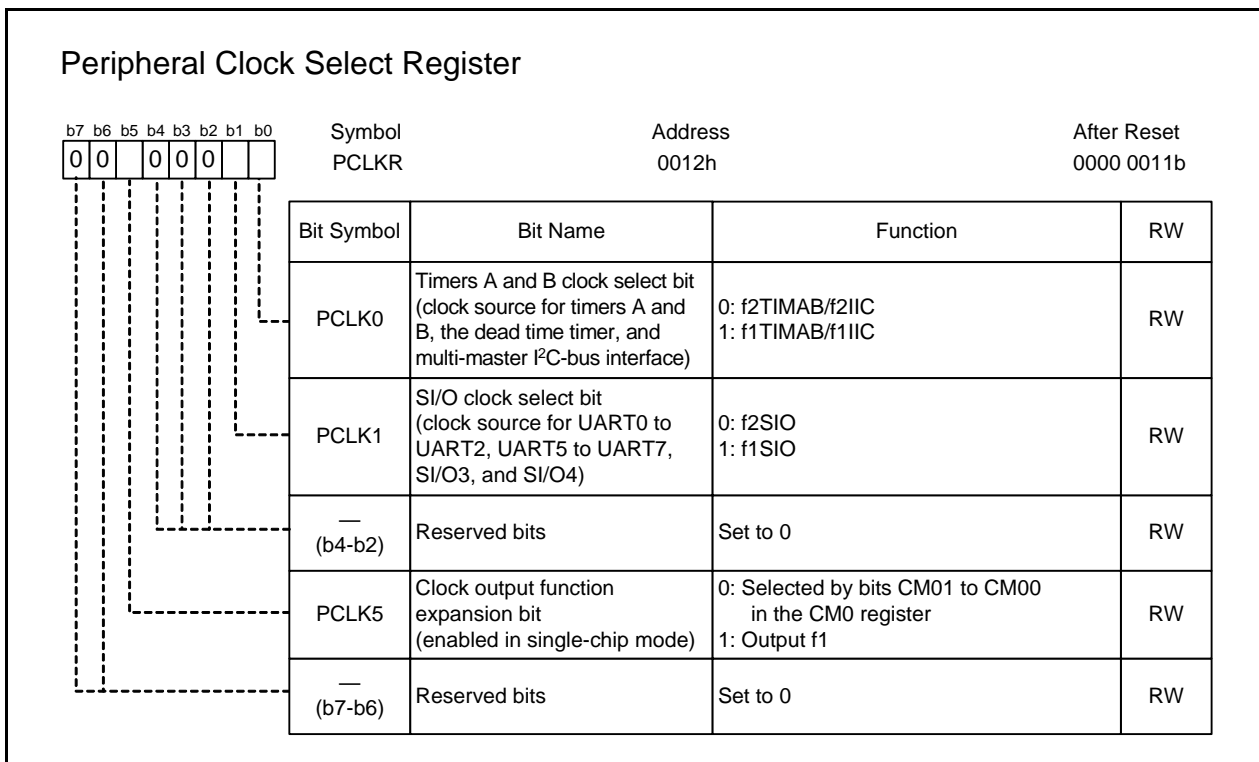 Peripheral Clock Select Register
b7 b6 b5 b4 b3 b2 b1 b0
Symbol
Address
After Reset
0 0 0 0 0
PCLKR
0012h
0000 0011b
Bit Symbol
Bit Name
Function
RW
PCLK0
Timers A and B clock select bit
(clock source for timers A and
B, the dead time timer, and
multi-master I²C-bus interface)
0: f2TIMAB/f2IIC
1: f1TIMAB/f1IIC
RW
PCLK1
SI/O clock select bit
(clock source for UART0 to
UART2, UART5 to UART7,
SI/O3, and SI/O4)
0: f2SIO
1: f1SIO
RW
—
(b4-b2)
Reserved bits
Set to 0
RW
PCLK5
Clock output function
expansion bit
(enabled in single-chip mode)
0: Selected by bits CM01 to CM00
in the CM0 register
1: Output f1
RW
—
(b7-b6)
Reserved bits
Set to 0
RW